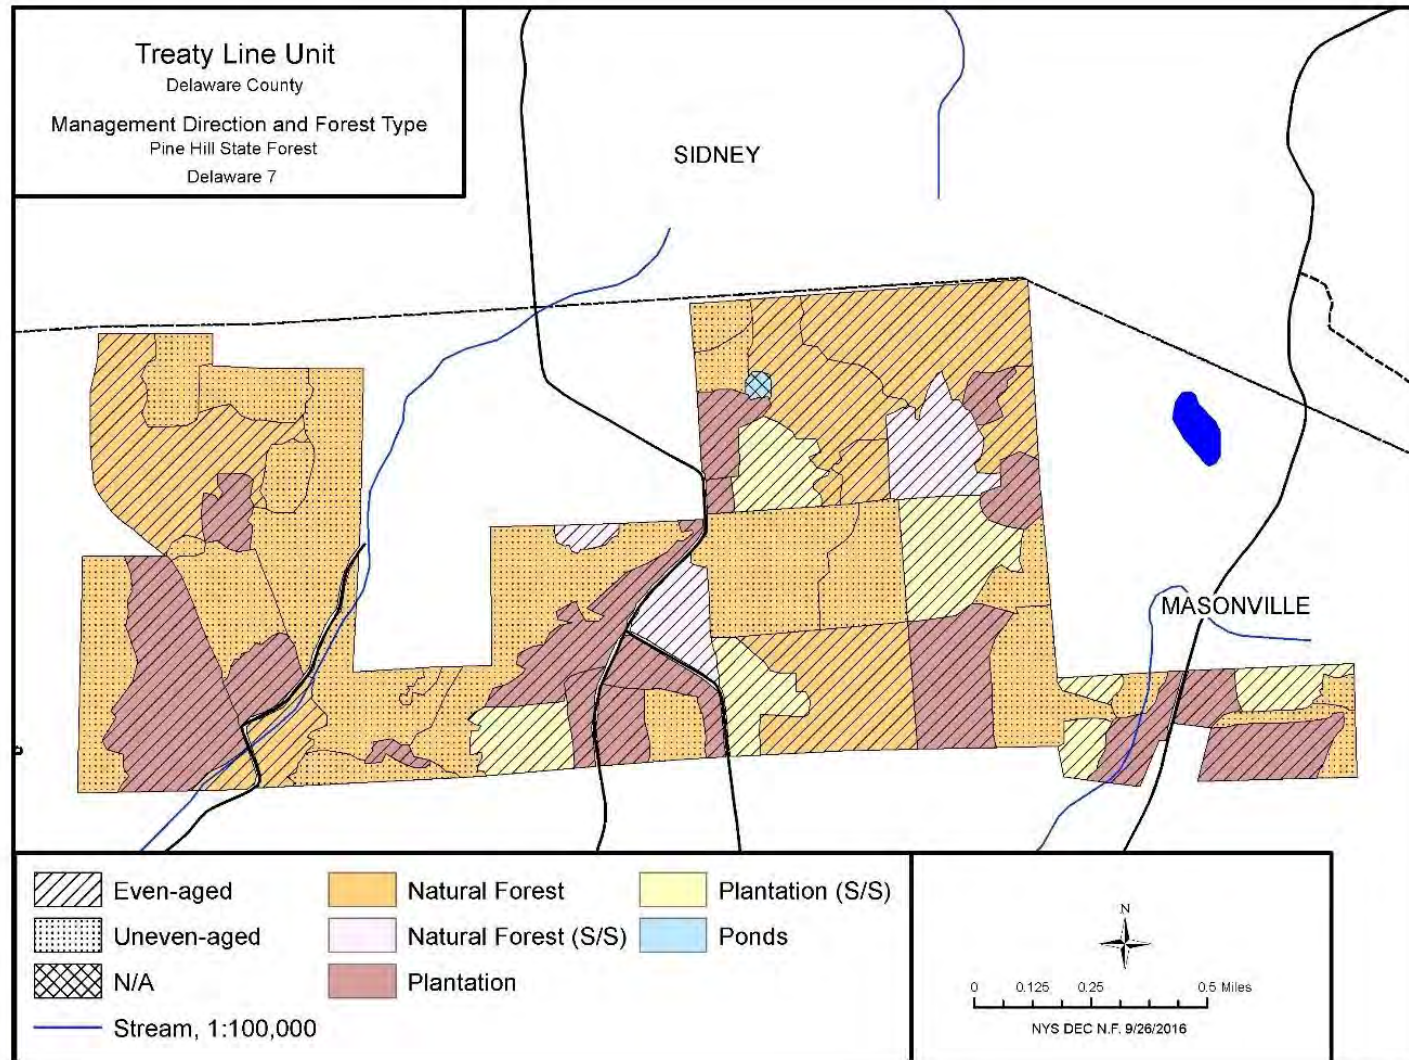 Treaty Line Unit
Delaware County
Management Direction and Forest Type
Pine Hill State Forest
Delaware 7
SIDNEY
MASONVILLE
Even-aged
Uneven-aged
N/A
Stream, 1:100,000
Natural Forest
Natural Forest (S/S)
Plantation
Plantation (S/S)
Ponds
N
0 0.125 0.25 0.5 Miles
NYS DEC N.F. 9/26/2016